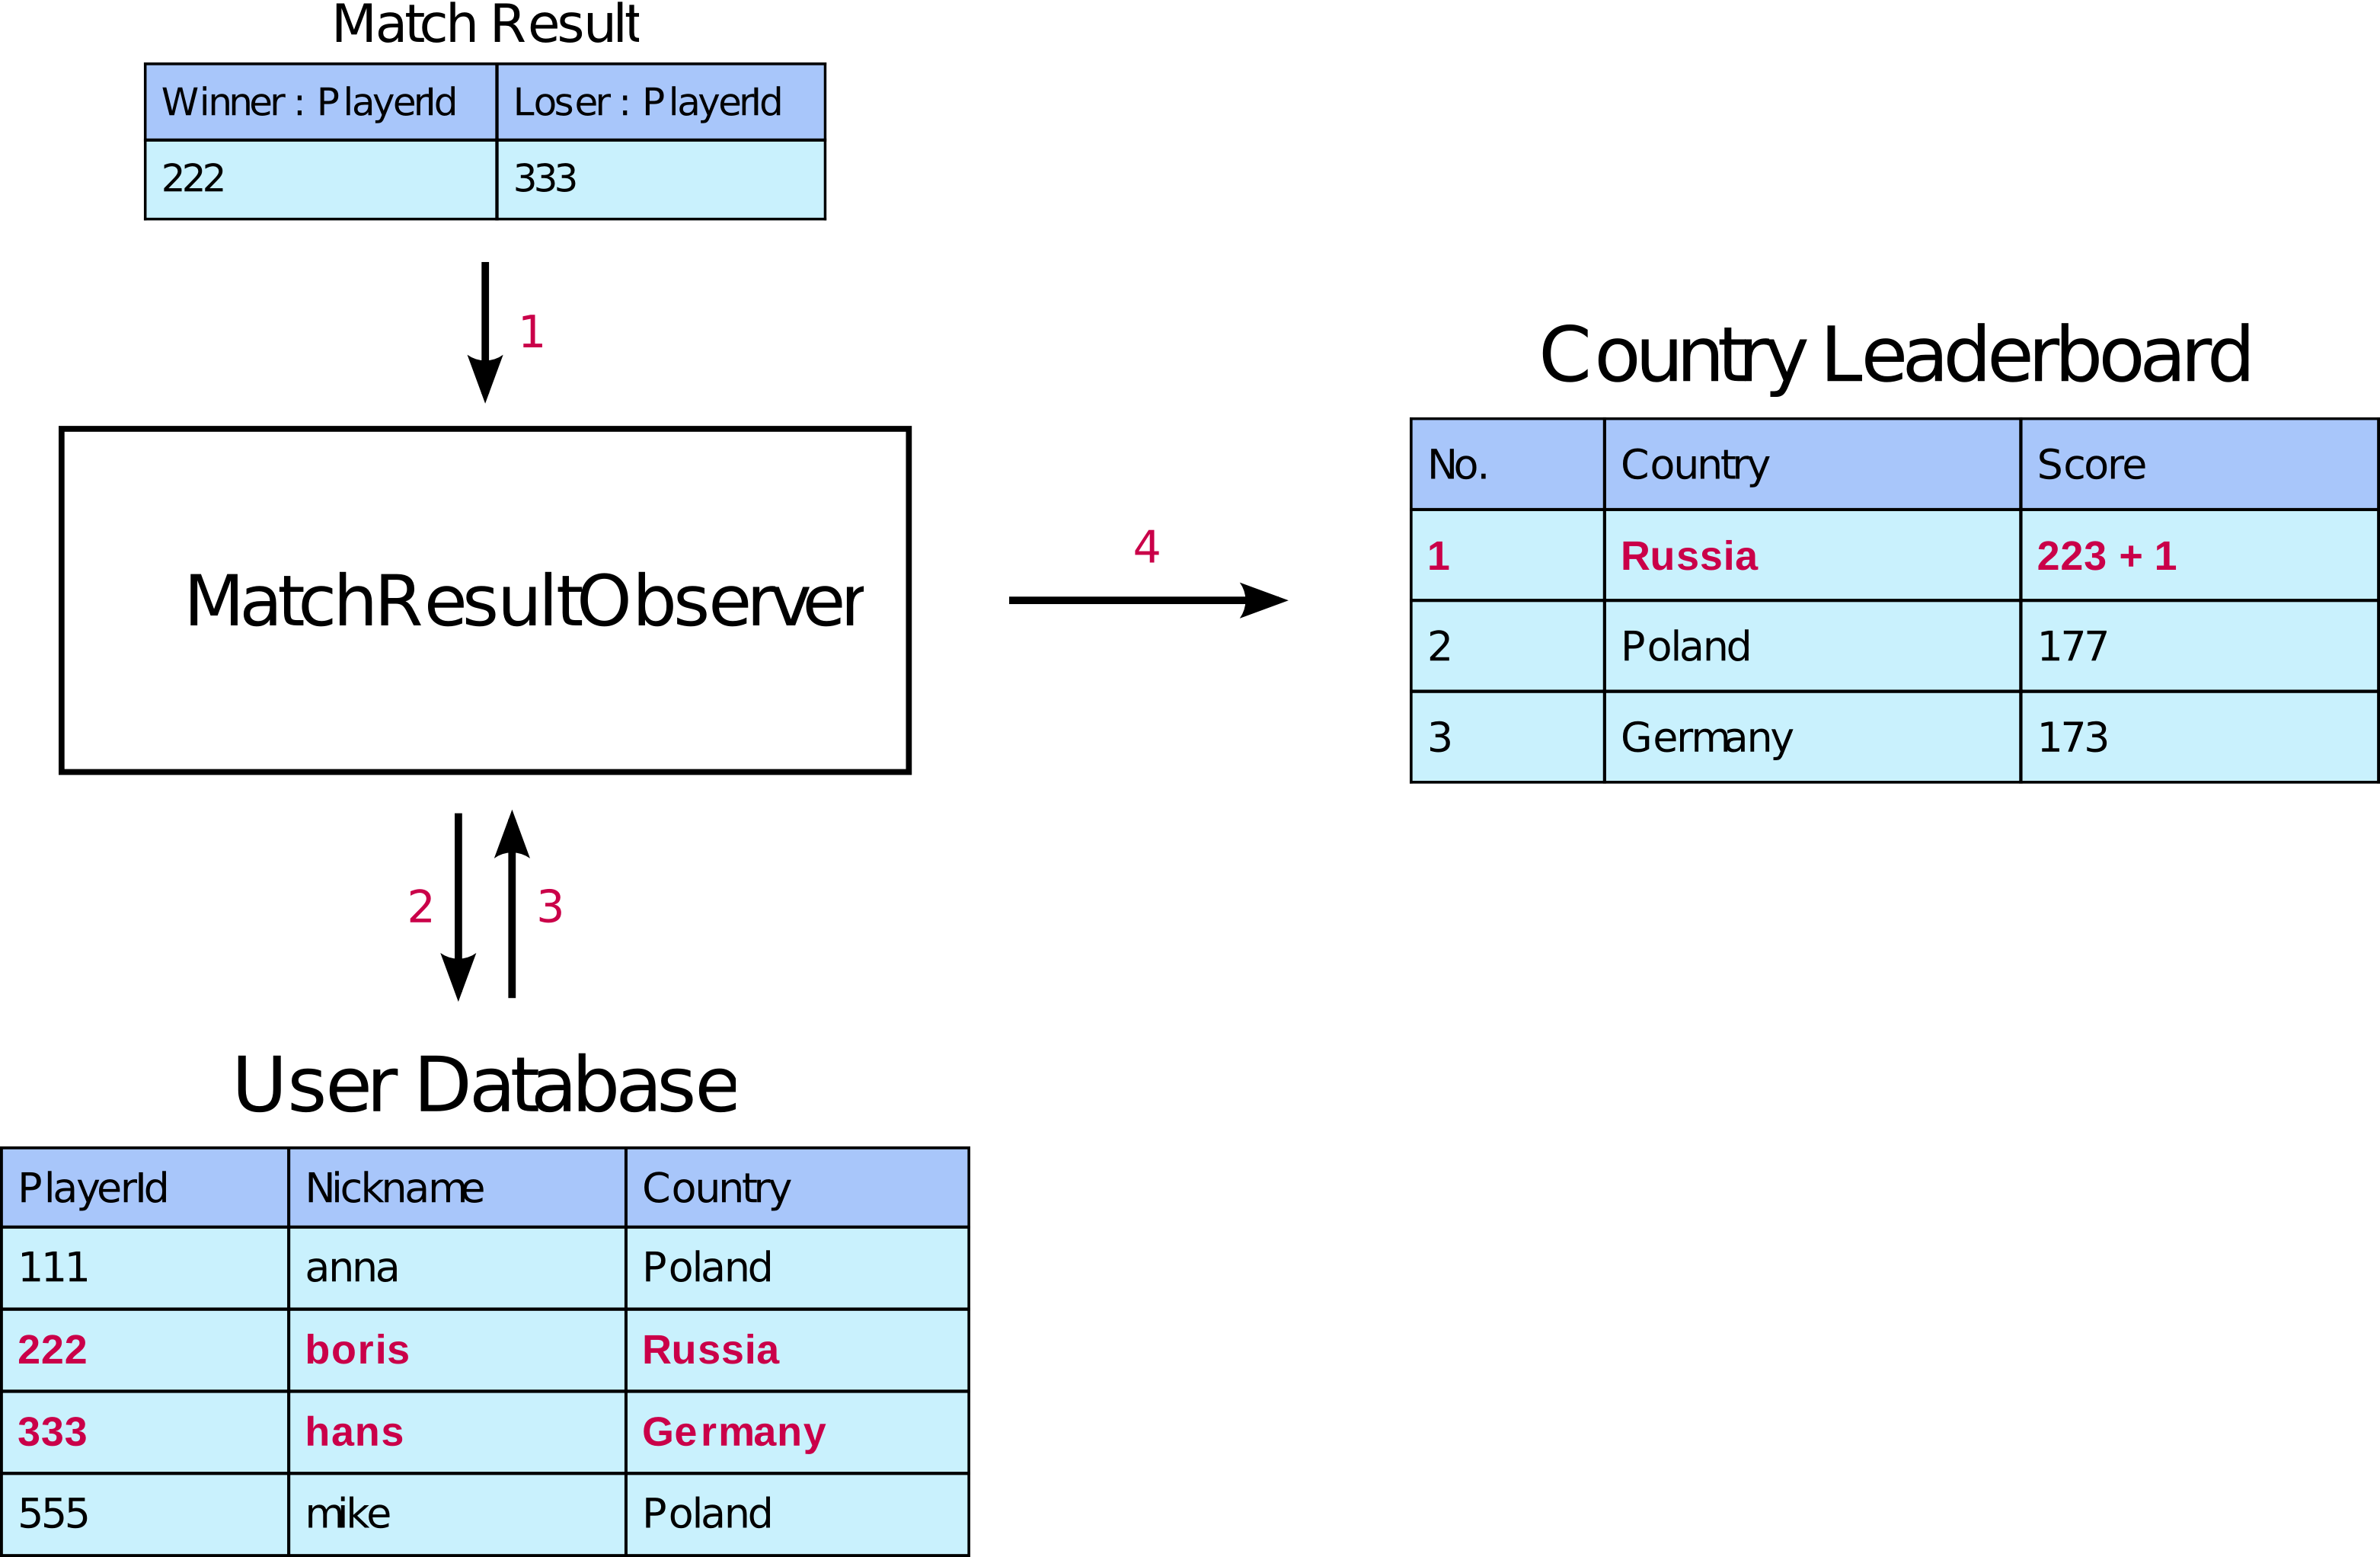 Match Result
Winner : PlayerId Loser : PlayerId
222 333
1
MatchResultObserver
4
Country Leaderboard
No. Country Score
1 Russia 223 + 1
2 Poland 177
3 Germany 173
2 3
User Database
PlayerId Nickname Country
111 anna Poland
222 boris Russia
333 hans Germany
555 mike Poland